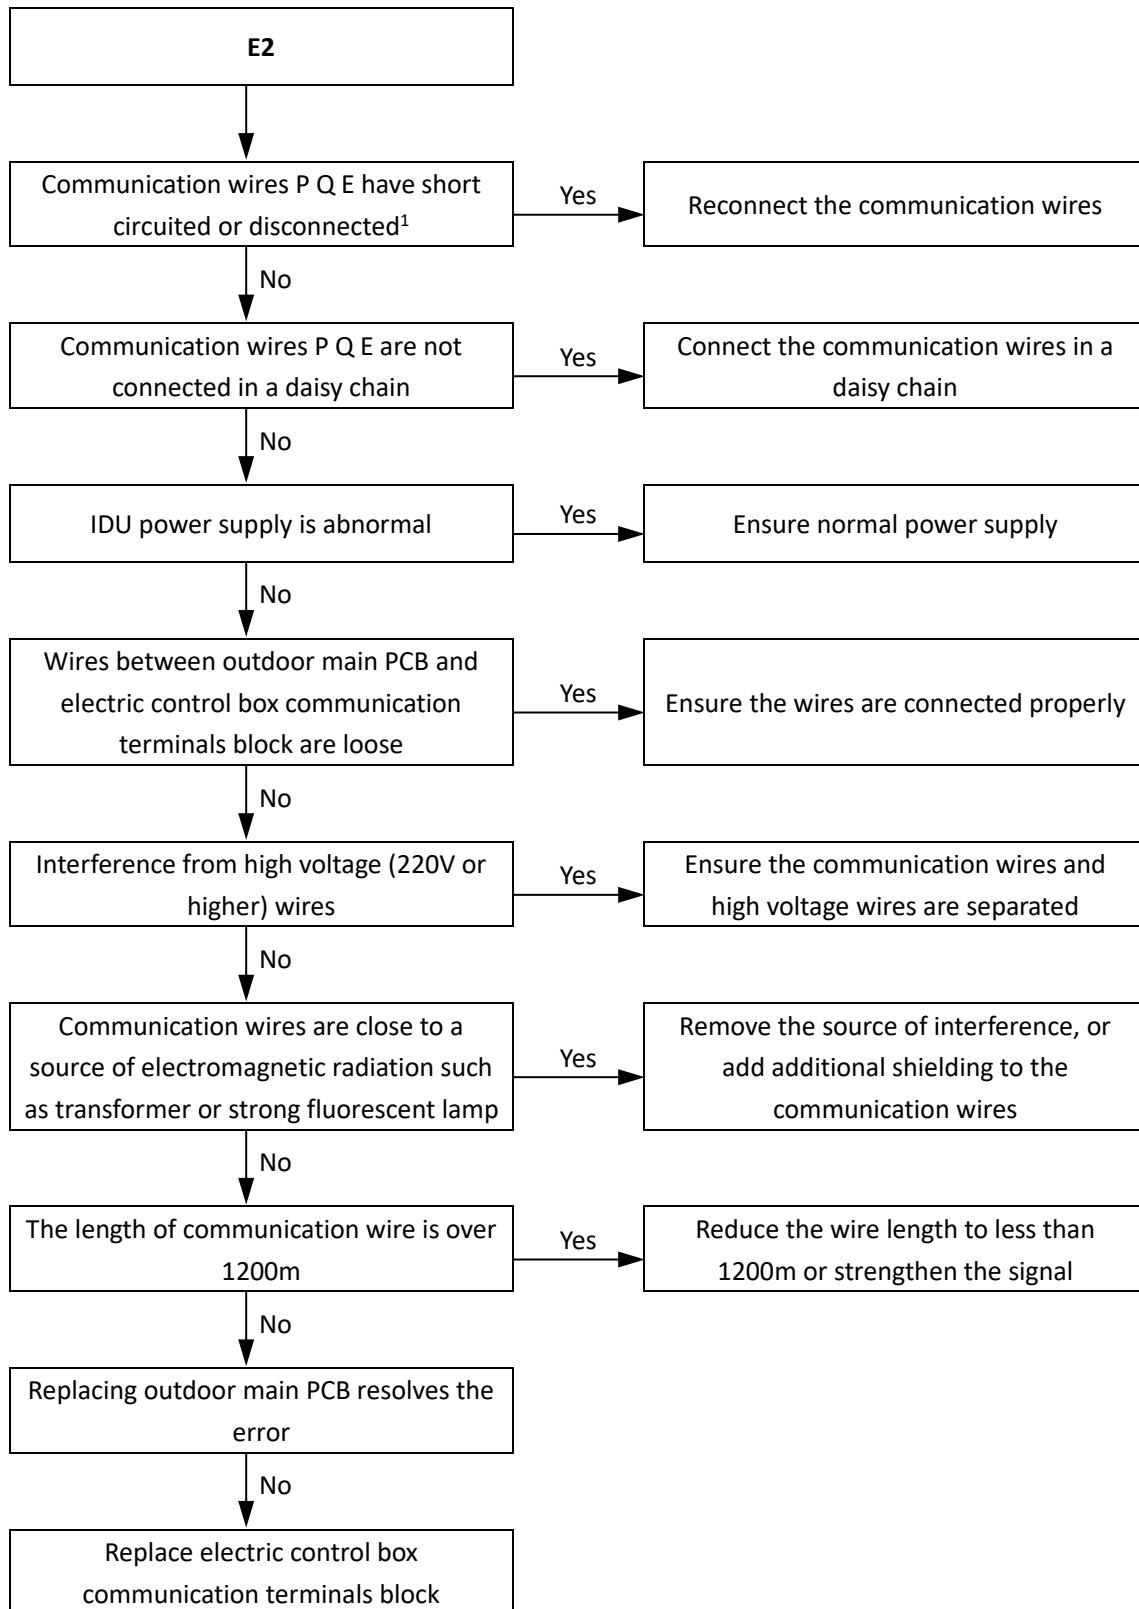 E2
Communication wires P Q E have short
circuited or disconnected¹
Yes
Reconnect the communication wires
No
Communication wires P Q E are not
connected in a daisy chain
Yes
Connect the communication wires in a
daisy chain
No
IDU power supply is abnormal
Yes
Ensure normal power supply
No
Wires between outdoor main PCB and
electric control box communication
terminals block are loose
Yes
Ensure the wires are connected properly
No
Interference from high voltage (220V or
higher) wires
Yes
Ensure the communication wires and
high voltage wires are separated
No
Communication wires are close to a
source of electromagnetic radiation such
as transformer or strong fluorescent lamp
Yes
Remove the source of interference, or
add additional shielding to the
communication wires
No
The length of communication wire is over
1200m
Yes
Reduce the wire length to less than
1200m or strengthen the signal
No
Replacing outdoor main PCB resolves the
error
No
Replace electric control box
communication terminals block